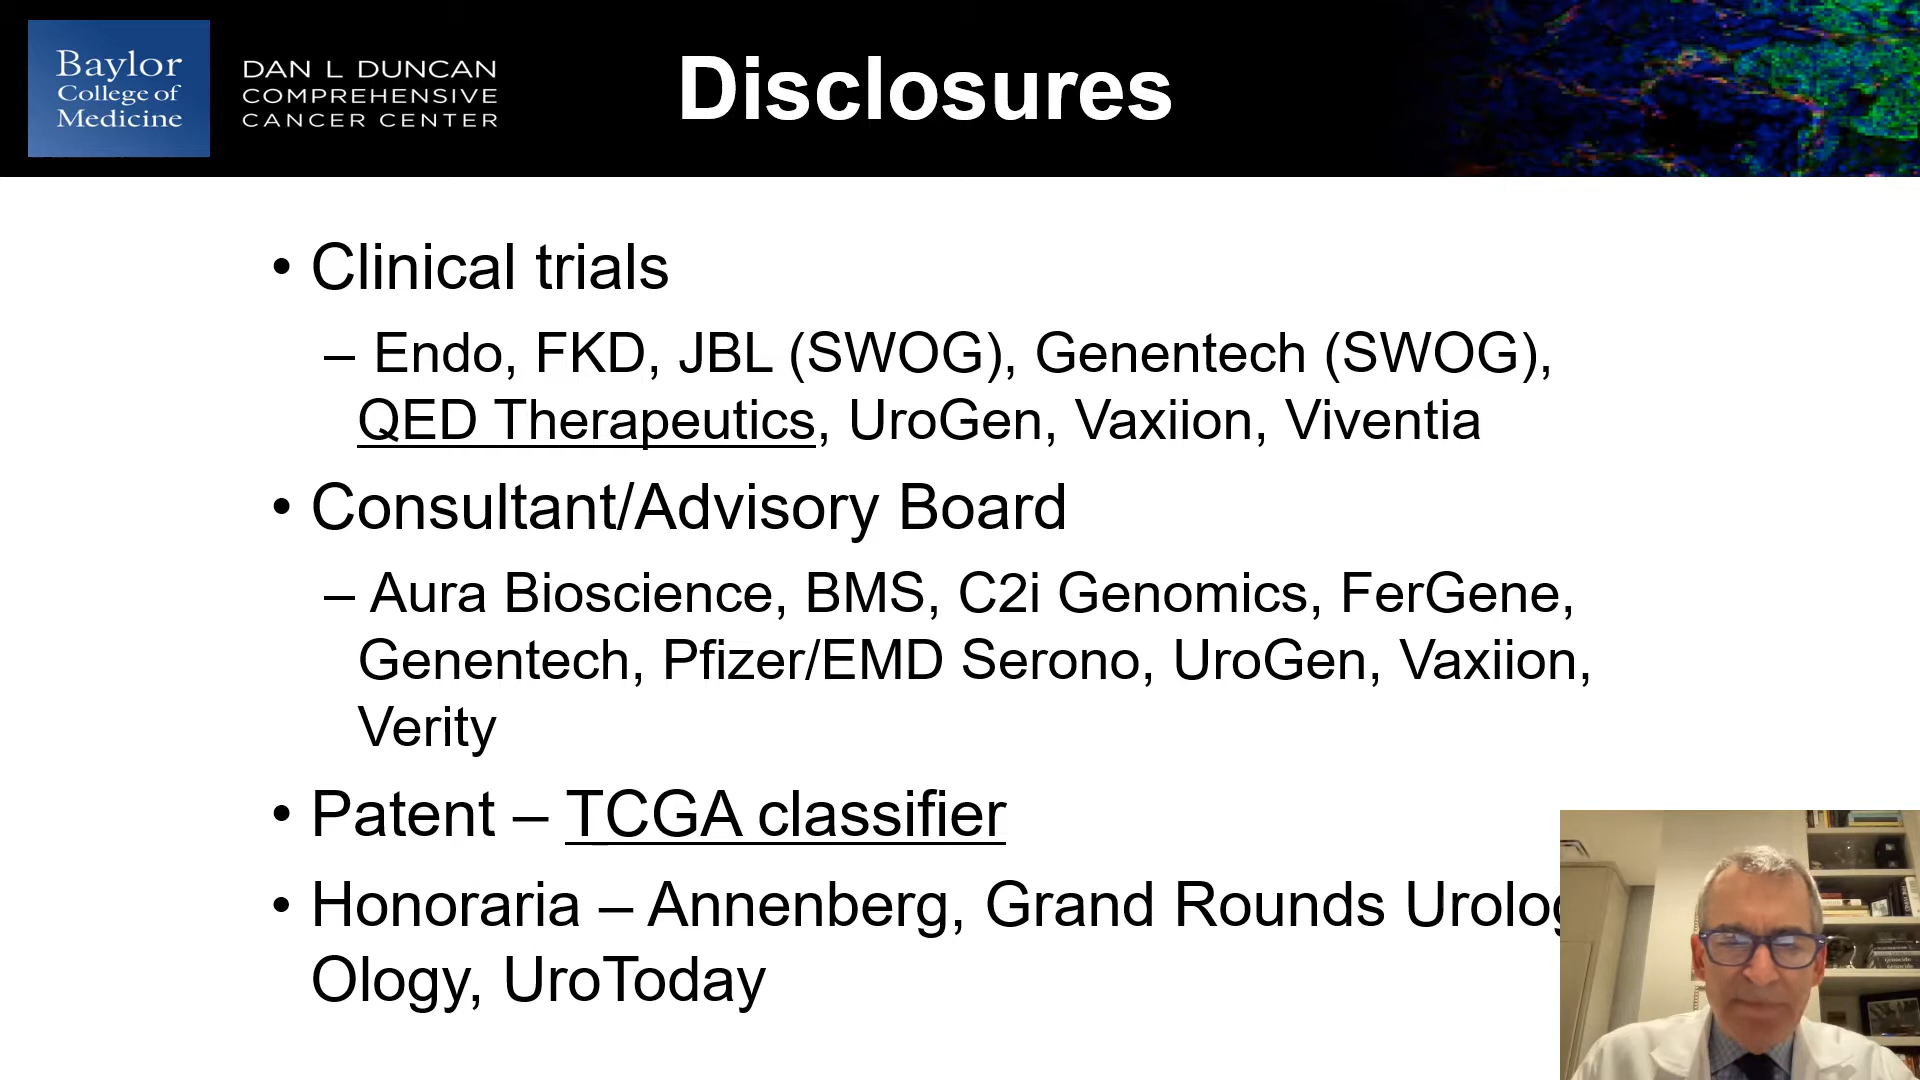 Baylor
College of
Medicine
DAN L DUNCAN
COMPREHENSIVE
CANCER CENTER
Disclosures
• Clinical trials
– Endo, FKD, JBL (SWOG), Genentech (SWOG),
QED Therapeutics, UroGen, Vaxiion, Viventia
• Consultant/Advisory Board
– Aura Bioscience, BMS, C2i Genomics, FerGene,
Genentech, Pfizer/EMD Serono, UroGen, Vaxiion,
Verity
• Patent – TCGA classifier
• Honoraria – Annenberg, Grand Rounds
Ology, UroToday